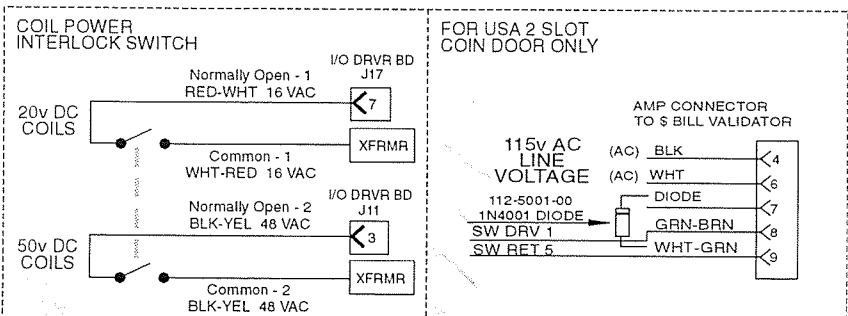 COIL POWER
INTERLOCK SWITCH
I/O DRVR BD
J17
Normally Open - 1
RED-WHT 16 VAC
7
20v DC
COILS
XFRMR
Common - 1
WHT-RED 16 VAC
I/O DRVR BD
J11
Normally Open - 2
BLK-YEL 48 VAC
3
50v DC
COILS
XFRMR
Common - 2
BLK-YEL 48 VAC
FOR USA 2 SLOT
COIN DOOR ONLY
AMP CONNECTOR
TO $ BILL VALIDATOR
115v AC
LINE
VOLTAGE
(AC) BLK
4
(AC) WHT
6
DIODE
7
112-5001-00
1N4001 DIODE
SW DRV 1
GRN-BRN
8
SW RET 5
WHT-GRN
9